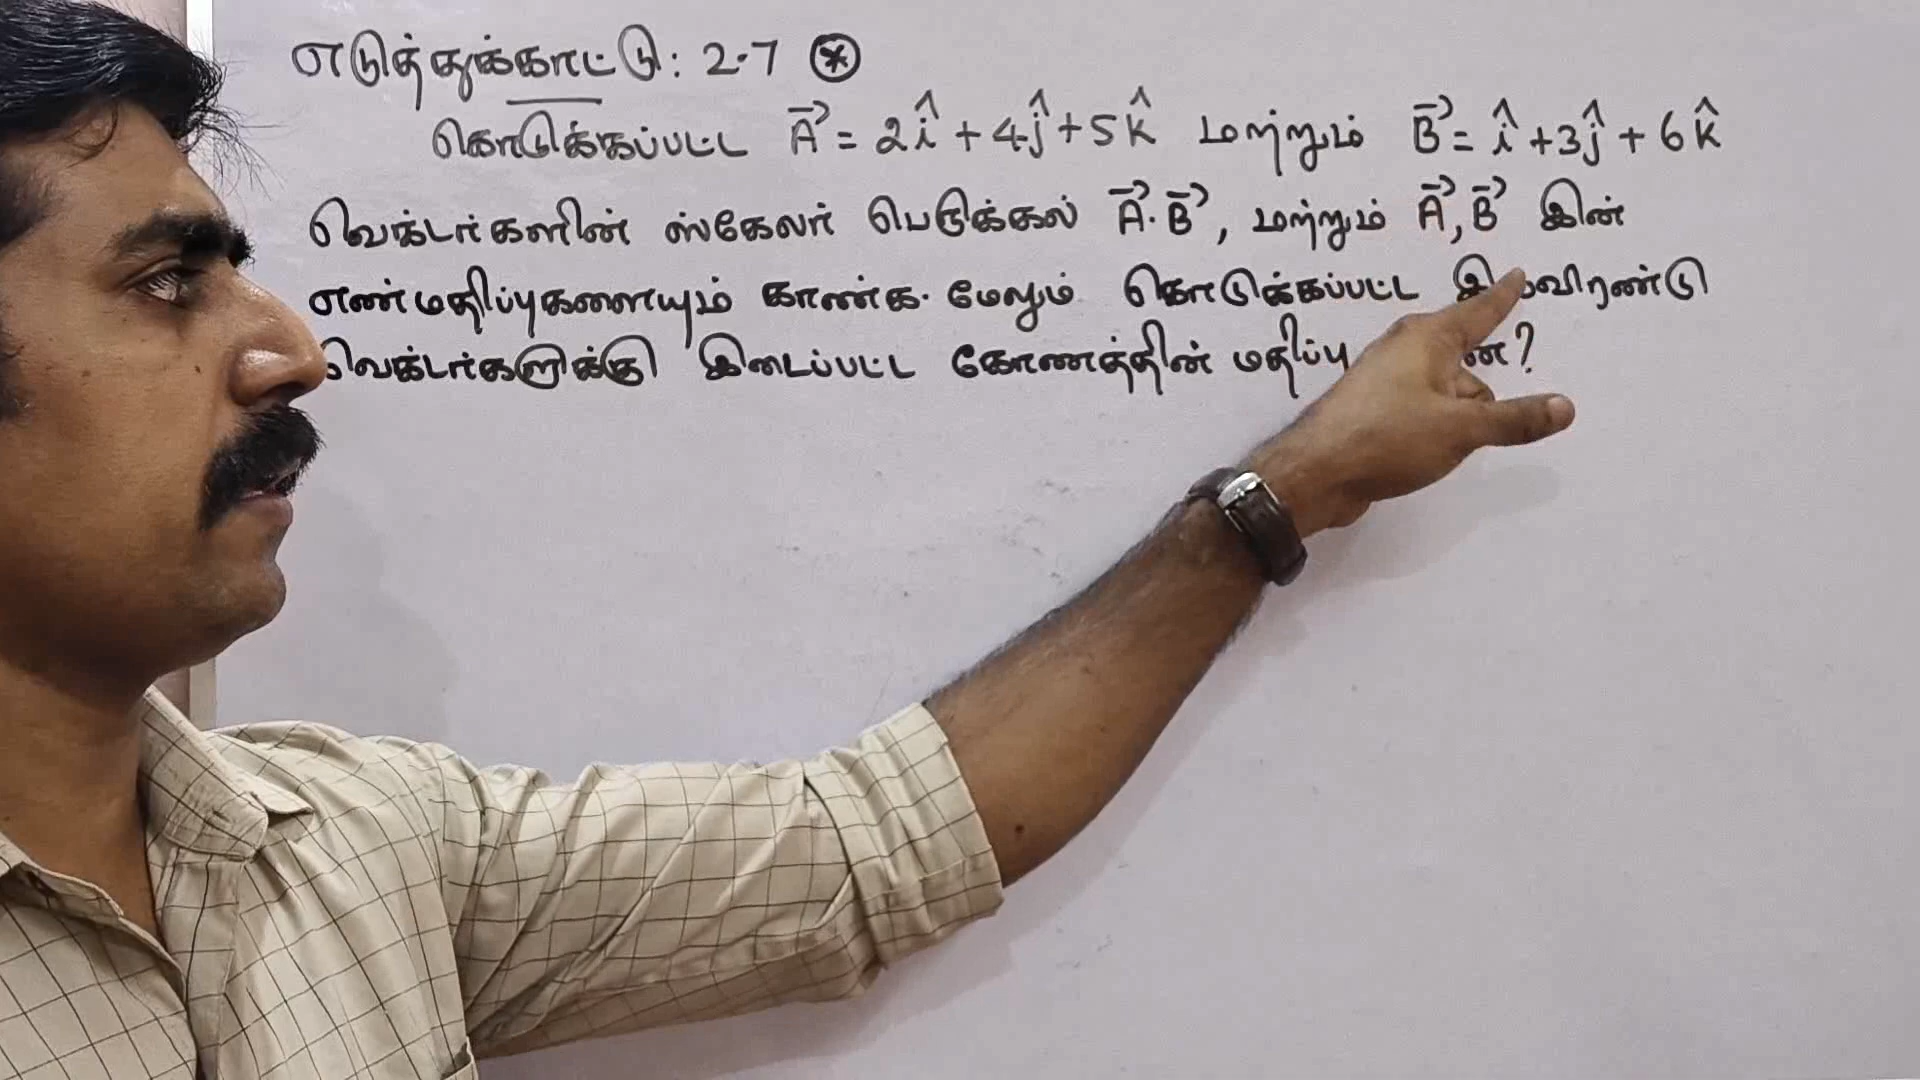 எடுத்துக்காட்டு: 2.7 *
கொடுக்கப்பட்ட A⃗ = 2î + 4ĵ + 5k̂ மற்றும் B⃗ = î + 3ĵ + 6k̂
வெக்டர்களின் ஸ்கேலர் பெருக்கல் A⃗ . B⃗ , மற்றும் A⃗, B⃗ இன்
எண்மதிப்புகளையும் காண்க. மேலும் கொடுக்கப்பட்ட
வெக்டர்களுக்கு இடைப்பட்ட கோணத்தின் மதிப்பு